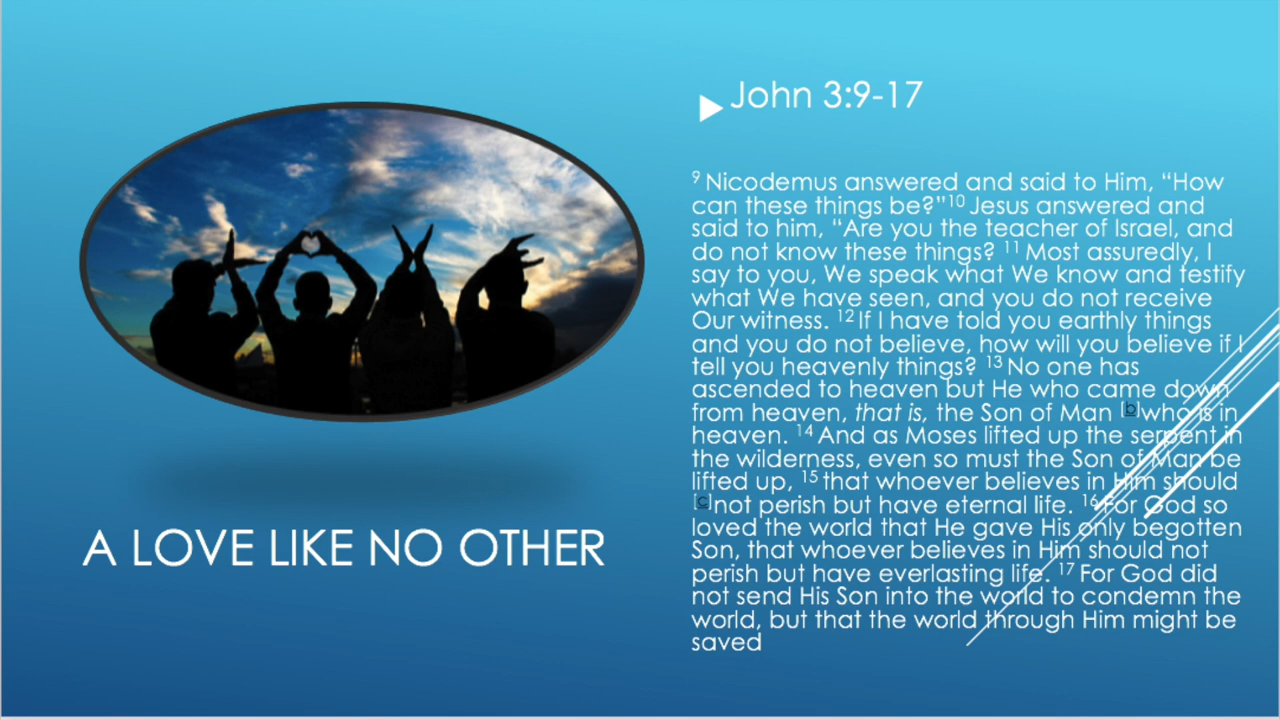 A LOVE LIKE NO OTHER
John 3:9-17
9 Nicodemus answered and said to Him, “How
can these things be?”10 Jesus answered and
said to him, “Are you the teacher of Israel, and
do not know these things? 11 Most assuredly, I
say to you, We speak what We know and testify
what We have seen, and you do not receive
Our witness. 12 If I have told you earthly things
and you do not believe, how will you believe if I
tell you heavenly things? 13 No one has
ascended to heaven but He who came down
from heaven, that is, the Son of Man [b]who is in
heaven. 14 And as Moses lifted up the serpent in
the wilderness, even so must the Son of Man be
lifted up, 15 that whoever believes in Him should
[c]not perish but have eternal life. 16 For God so
loved the world that He gave His only begotten
Son, that whoever believes in Him should not
perish but have everlasting life. 17 For God did
not send His Son into the world to condemn the
world, but that the world through Him might be
saved